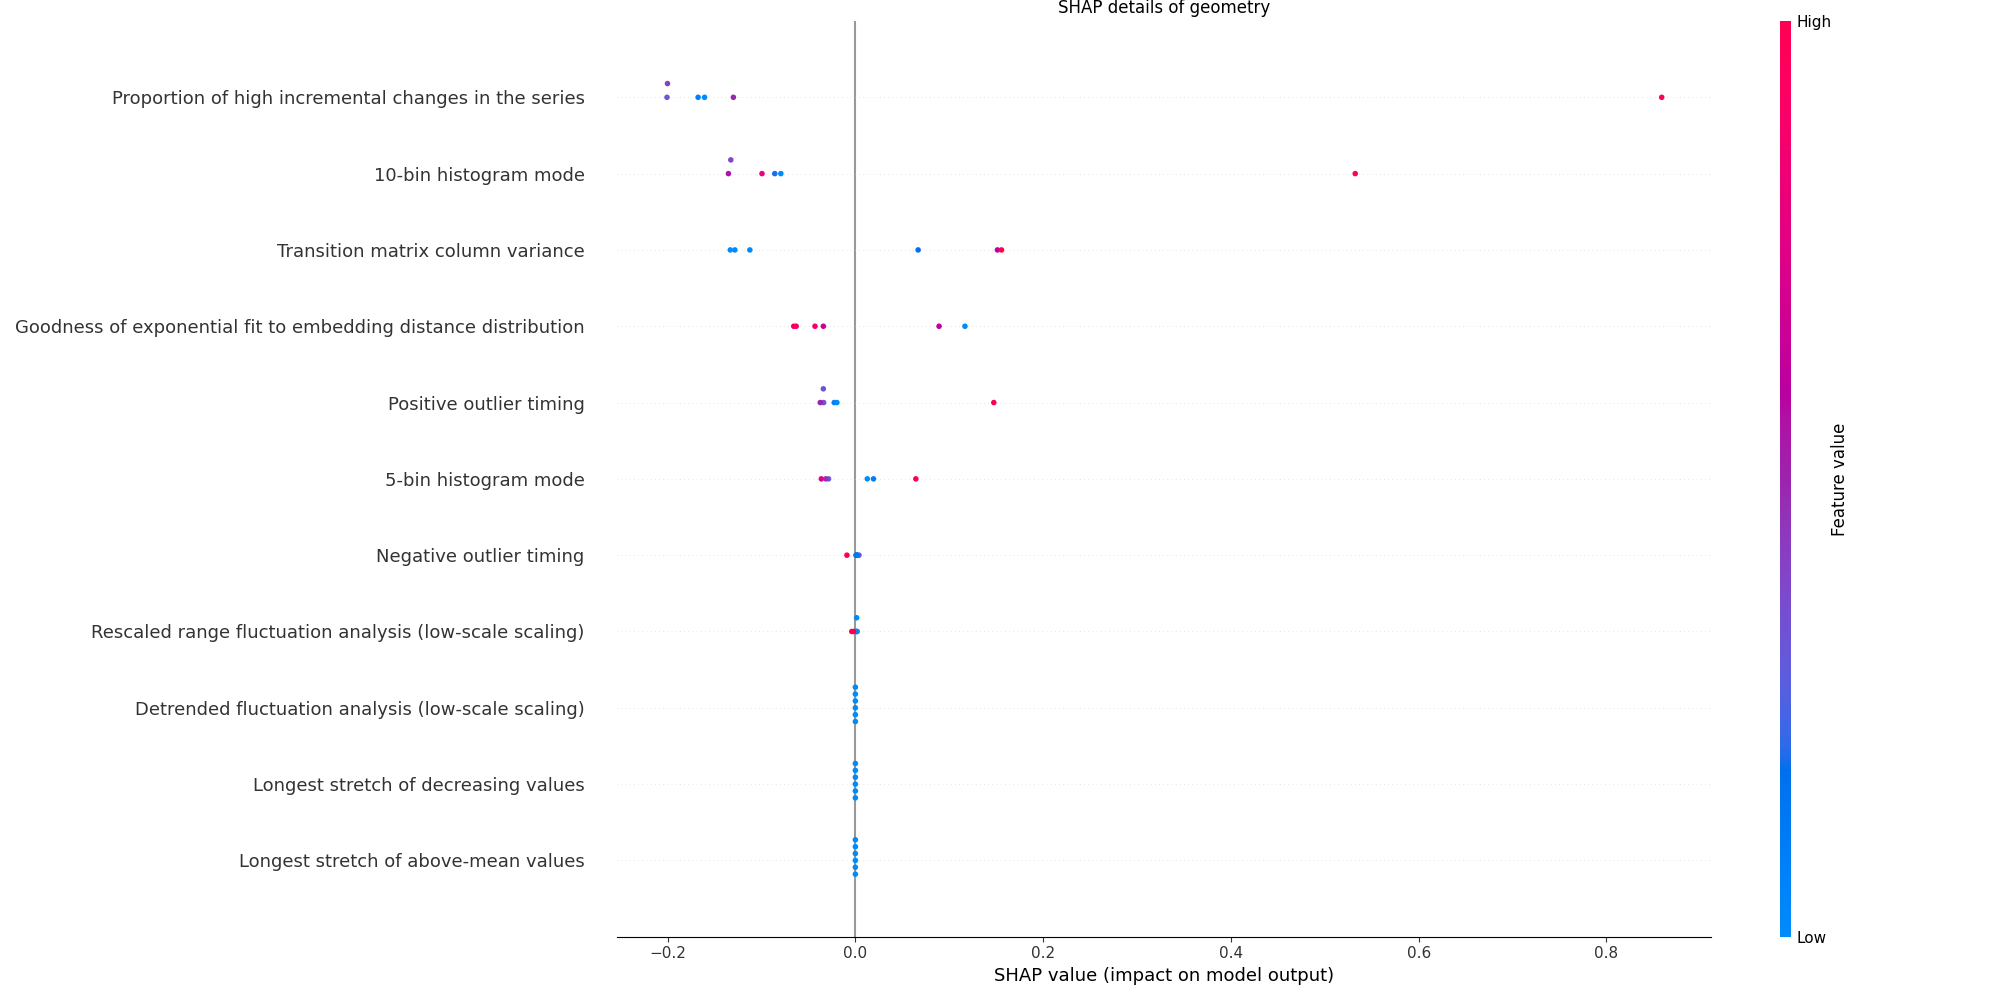 SHAP details of geometry
High
Proportion of high incremental changes in the series
10-bin histogram mode
Transition matrix column variance
Goodness of exponential fit to embedding distance distribution
Positive outlier timing
5-bin histogram mode
Negative outlier timing
Rescaled range fluctuation analysis (low-scale scaling)
Detrended fluctuation analysis (low-scale scaling)
Longest stretch of decreasing values
Longest stretch of above-mean values
Feature value
Low
−0.2 0.0 0.2 0.4 0.6 0.8
SHAP value (impact on model output)